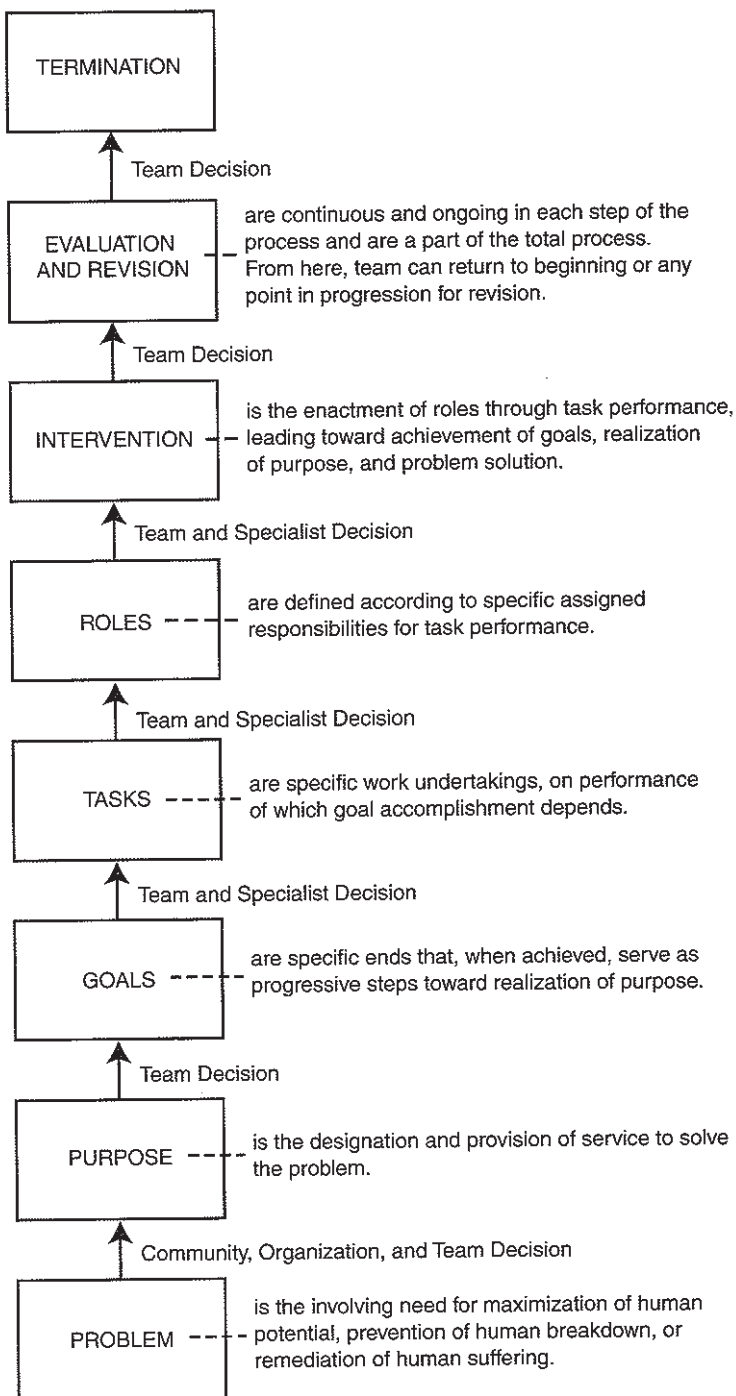 TERMINATION
Team Decision
EVALUATION
AND REVISION
are continuous and ongoing in each step of the
process and are a part of the total process.
From here, team can return to beginning or any
point in progression for revision.
Team Decision
INTERVENTION
is the enactment of roles through task performance,
leading toward achievement of goals, realization
of purpose, and problem solution.
Team and Specialist Decision
ROLES
are defined according to specific assigned
responsibilities for task performance.
Team and Specialist Decision
TASKS
are specific work undertakings, on performance
of which goal accomplishment depends.
Team and Specialist Decision
GOALS
are specific ends that, when achieved, serve as
progressive steps toward realization of purpose.
Team Decision
PURPOSE
is the designation and provision of service to solve
the problem.
Community, Organization, and Team Decision
PROBLEM
is the involving need for maximization of human
potential, prevention of human breakdown, or
remediation of human suffering.